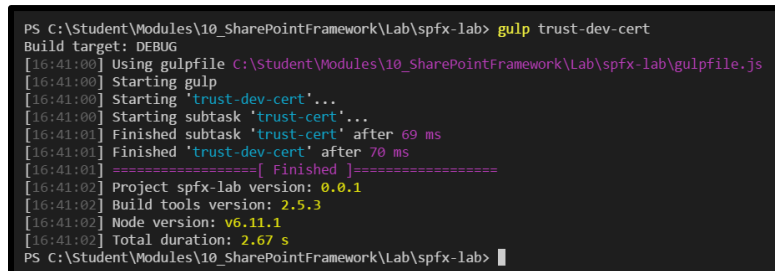 PS C:\Student\Modules\10_SharePointFramework\Lab\spfx-lab> gulp trust-dev-cert
Build target: DEBUG
[16:41:00] Using gulpfile C:\Student\Modules\10_SharePointFramework\Lab\spfx-lab\gulpfile.js
[16:41:00] Starting gulp
[16:41:00] Starting 'trust-dev-cert'...
[16:41:00] Starting subtask 'trust-cert'...
[16:41:01] Finished subtask 'trust-cert' after 69 ms
[16:41:01] Finished 'trust-dev-cert' after 70 ms
[16:41:01] ==================[ Finished ]==================
[16:41:02] Project spfx-lab version: 0.0.1
[16:41:02] Build tools version: 2.5.3
[16:41:02] Node version: v6.11.1
[16:41:02] Total duration: 2.67 s
PS C:\Student\Modules\10_SharePointFramework\Lab\spfx-lab>